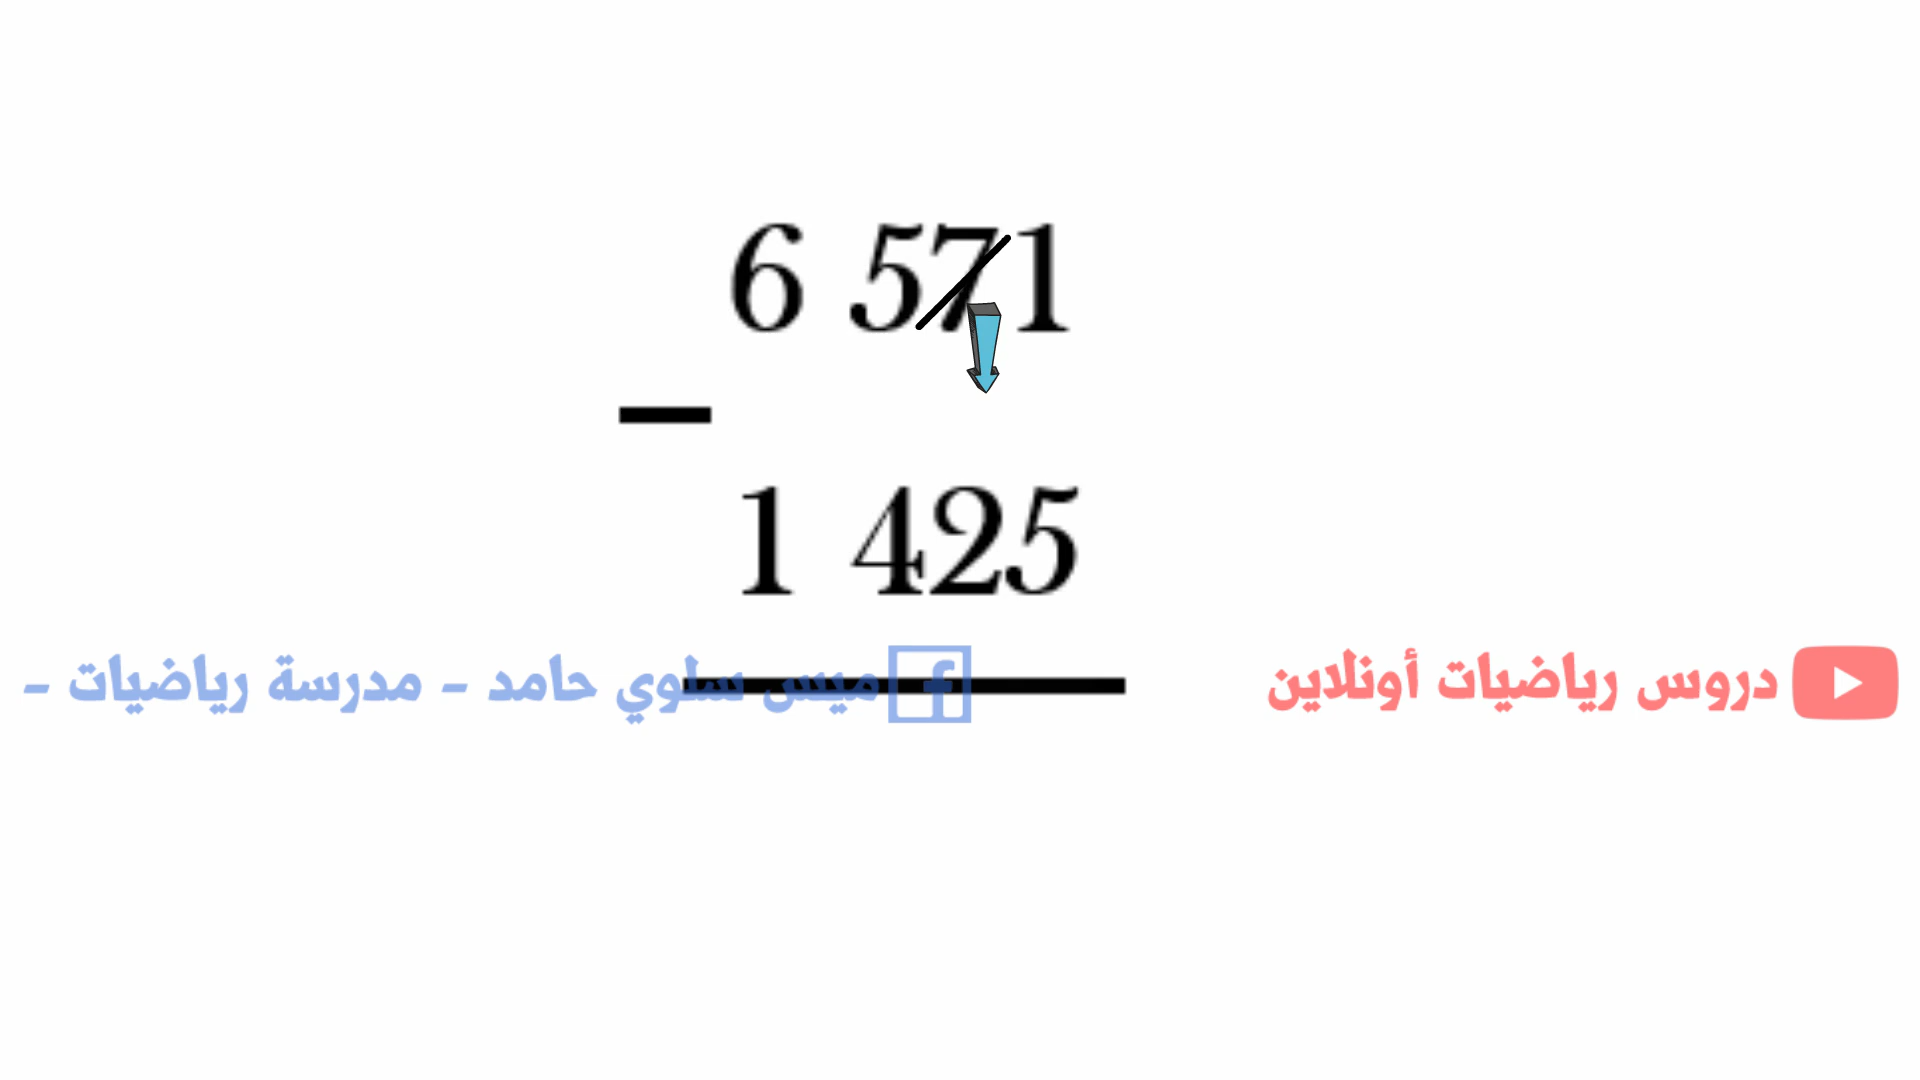 6 571
−
1 425
ميس سلوي حامد - مدرسة رياضيات -
دروس رياضيات أونلاين